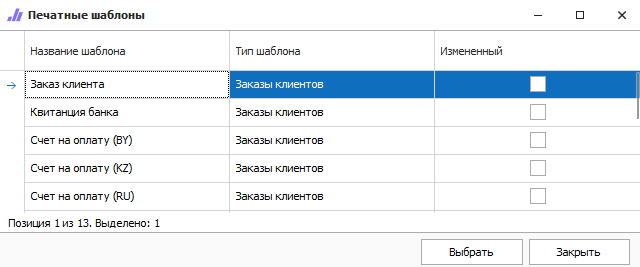 Печатные шаблоны
Название шаблона Тип шаблона Измененный
Заказ клиента Заказы клиентов
Квитанция банка Заказы клиентов
Счет на оплату (BY) Заказы клиентов
Счет на оплату (KZ) Заказы клиентов
Счет на оплату (RU) Заказы клиентов
Позиция 1 из 13. Выделено: 1
Выбрать Закрыть